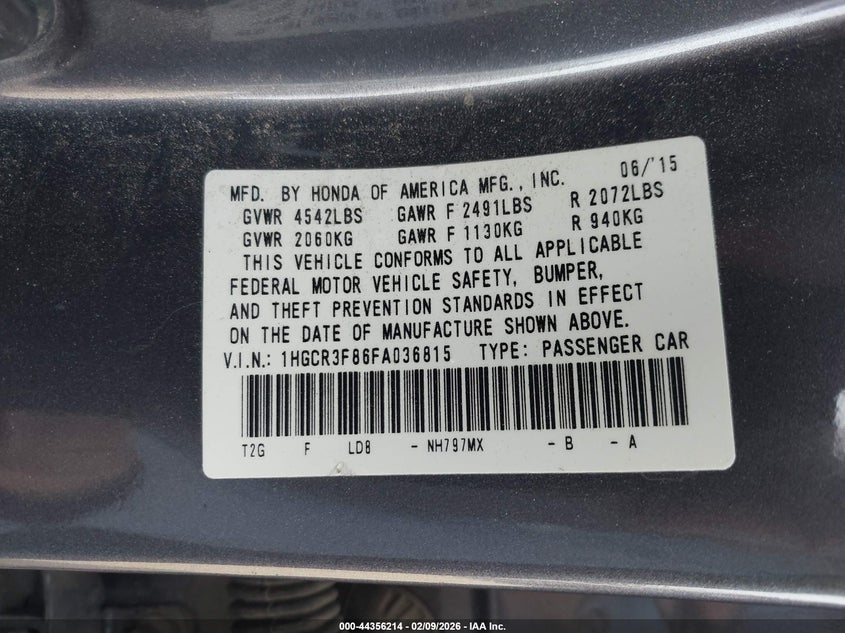 MFD. BY HONDA OF AMERICA MFG., INC. 06/'15
GVWR 4542LBS GAWR F 2491LBS R 2072LBS
GVWR 2060KG GAWR F 1130KG R 940KG
THIS VEHICLE CONFORMS TO ALL APPLICABLE
FEDERAL MOTOR VEHICLE SAFETY, BUMPER,
AND THEFT PREVENTION STANDARDS IN EFFECT
ON THE DATE OF MANUFACTURE SHOWN ABOVE.
V.I.N.: 1HGCR3F86FA036815 TYPE: PASSENGER CAR
T2G F LD8 - NH797MX - B - A
000-44356214 - 02/09/2026 - IAA Inc.